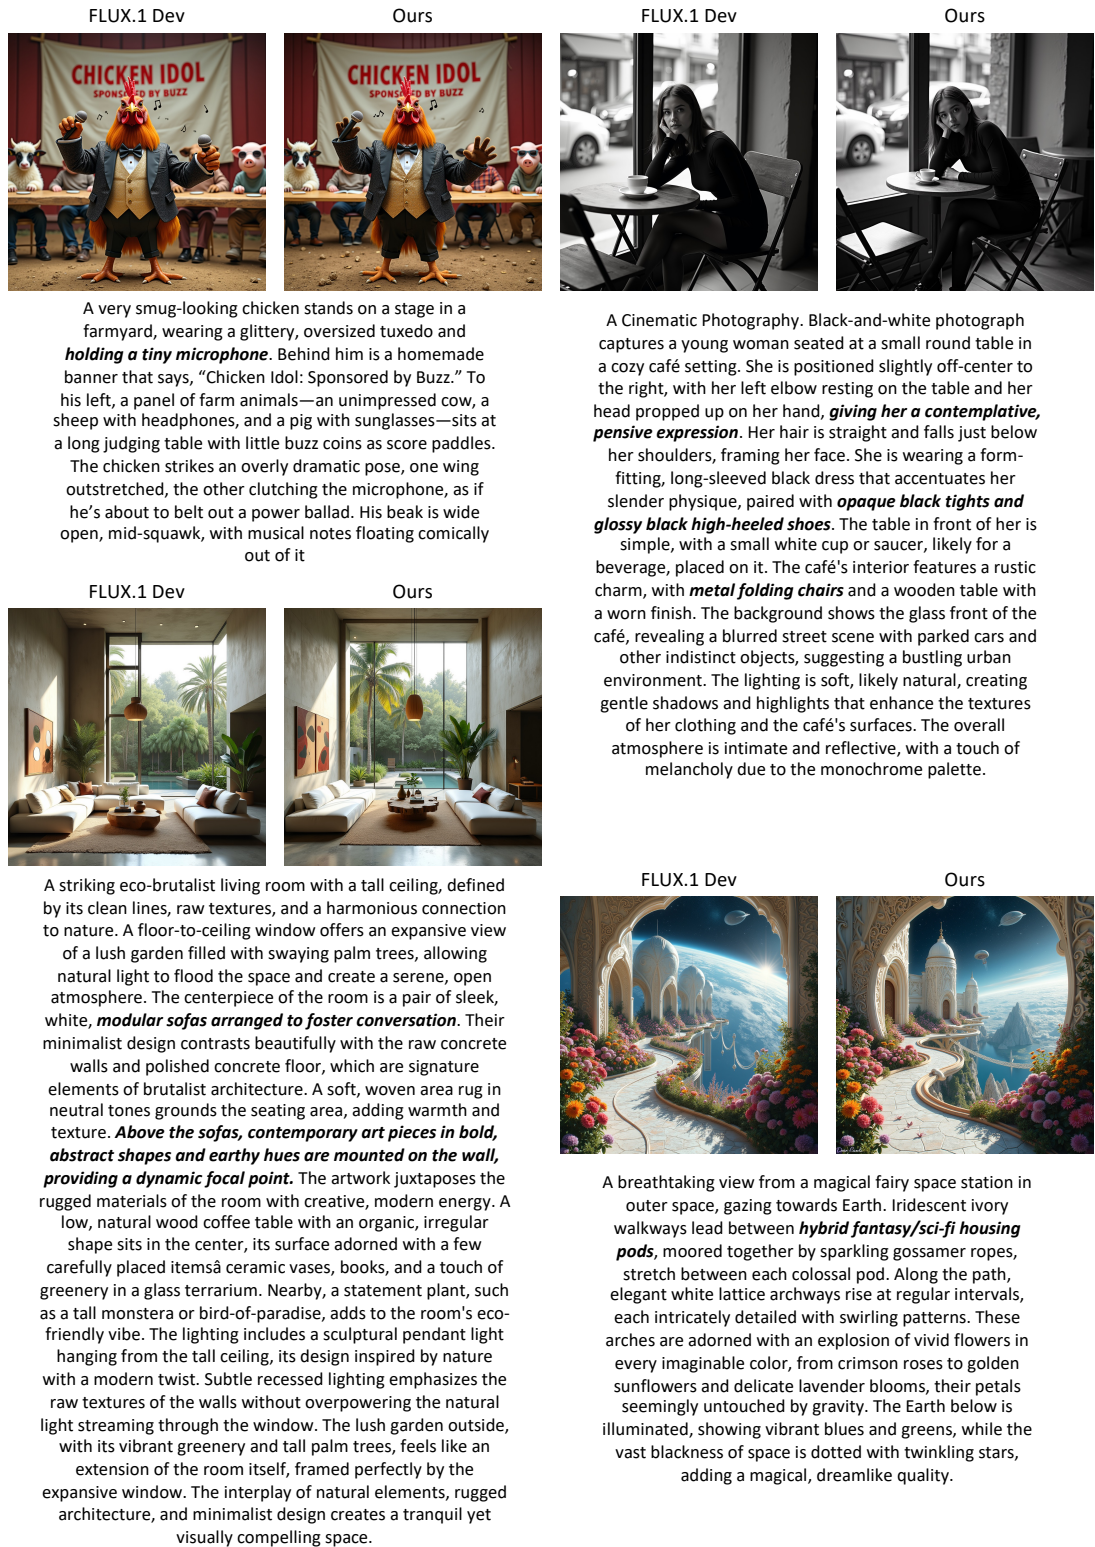 FLUX.1 Dev
Ours
CHICKEN IDOL
BY BUZZ
CHICKEN IDOL
BY BUZZ
A very smug-looking chicken stands on a stage in a
farmyard, wearing a glittery, oversized tuxedo and
holding a tiny microphone. Behind him is a homemade
banner that says, “Chicken Idol: Sponsored by Buzz.” To
his left, a panel of farm animals—an unimpressed cow, a
sheep with headphones, and a pig with sunglasses—sits at
a long judging table with little buzz coins as score paddles.
The chicken strikes an overly dramatic pose, one wing
outstretched, the other clutching the microphone, as if
he’s about to belt out a power ballad. His beak is wide
open, mid-squawk, with musical notes floating comically
out of it
FLUX.1 Dev
Ours
A Cinematic Photography. Black-and-white photograph
captures a young woman seated at a small round table in
a cozy café setting. She is positioned slightly off-center to
the right, with her left elbow resting on the table and her
head propped up on her hand, giving her a contemplative,
pensive expression. Her hair is straight and falls just below
her shoulders, framing her face. She is wearing a form-
fitting, long-sleeved black dress that accentuates her
slender physique, paired with opaque black tights and
glossy black high-heeled shoes. The table in front of her is
simple, with a small white cup or saucer, likely for a
beverage, placed on it. The café's interior features a rustic
charm, with metal folding chairs and a wooden table with
a worn finish. The background shows the glass front of the
café, revealing a blurred street scene with parked cars and
other indistinct objects, suggesting a bustling urban
environment. The lighting is soft, likely natural, creating
gentle shadows and highlights that enhance the textures
of her clothing and the café's surfaces. The overall
atmosphere is intimate and reflective, with a touch of
melancholy due to the monochrome palette.
FLUX.1 Dev
Ours
A striking eco-brutalist living room with a tall ceiling, defined
by its clean lines, raw textures, and a harmonious connection
to nature. A floor-to-ceiling window offers an expansive view
of a lush garden filled with swaying palm trees, allowing
natural light to flood the space and create a serene, open
atmosphere. The centerpiece of the room is a pair of sleek,
white, modular sofas arranged to foster conversation. Their
minimalist design contrasts beautifully with the raw concrete
walls and polished concrete floor, which are signature
elements of brutalist architecture. A soft, woven area rug in
neutral tones grounds the seating area, adding warmth and
texture. Above the sofas, contemporary art pieces in bold,
abstract shapes and earthy hues are mounted on the wall,
providing a dynamic focal point. The artwork juxtaposes the
rugged materials of the room with creative, modern energy. A
low, natural wood coffee table with an organic, irregular
shape sits in the center, its surface adorned with a few
carefully placed itemsâ ceramic vases, books, and a touch of
greenery in a glass terrarium. Nearby, a statement plant, such
as a tall monstera or bird-of-paradise, adds to the room's eco-
friendly vibe. The lighting includes a sculptural pendant light
hanging from the tall ceiling, its design inspired by nature
with a modern twist. Subtle recessed lighting emphasizes the
raw textures of the walls without overpowering the natural
light streaming through the window. The lush garden outside,
with its vibrant greenery and tall palm trees, feels like an
extension of the room itself, framed perfectly by the
expansive window. The interplay of natural elements, rugged
architecture, and minimalist design creates a tranquil yet
visually compelling space.
FLUX.1 Dev
Ours
A breathtaking view from a magical fairy space station in
outer space, gazing towards Earth. Iridescent ivory
walkways lead between hybrid fantasy/sci-fi housing
pods, moored together by sparkling gossamer ropes,
stretch between each colossal pod. Along the path,
elegant white lattice archways rise at regular intervals,
each intricately detailed with swirling patterns. These
arches are adorned with an explosion of vivid flowers in
every imaginable color, from crimson roses to golden
sunflowers and delicate lavender blooms, their petals
seemingly untouched by gravity. The Earth below is
illuminated, showing vibrant blues and greens, while the
vast blackness of space is dotted with twinkling stars,
adding a magical, dreamlike quality.